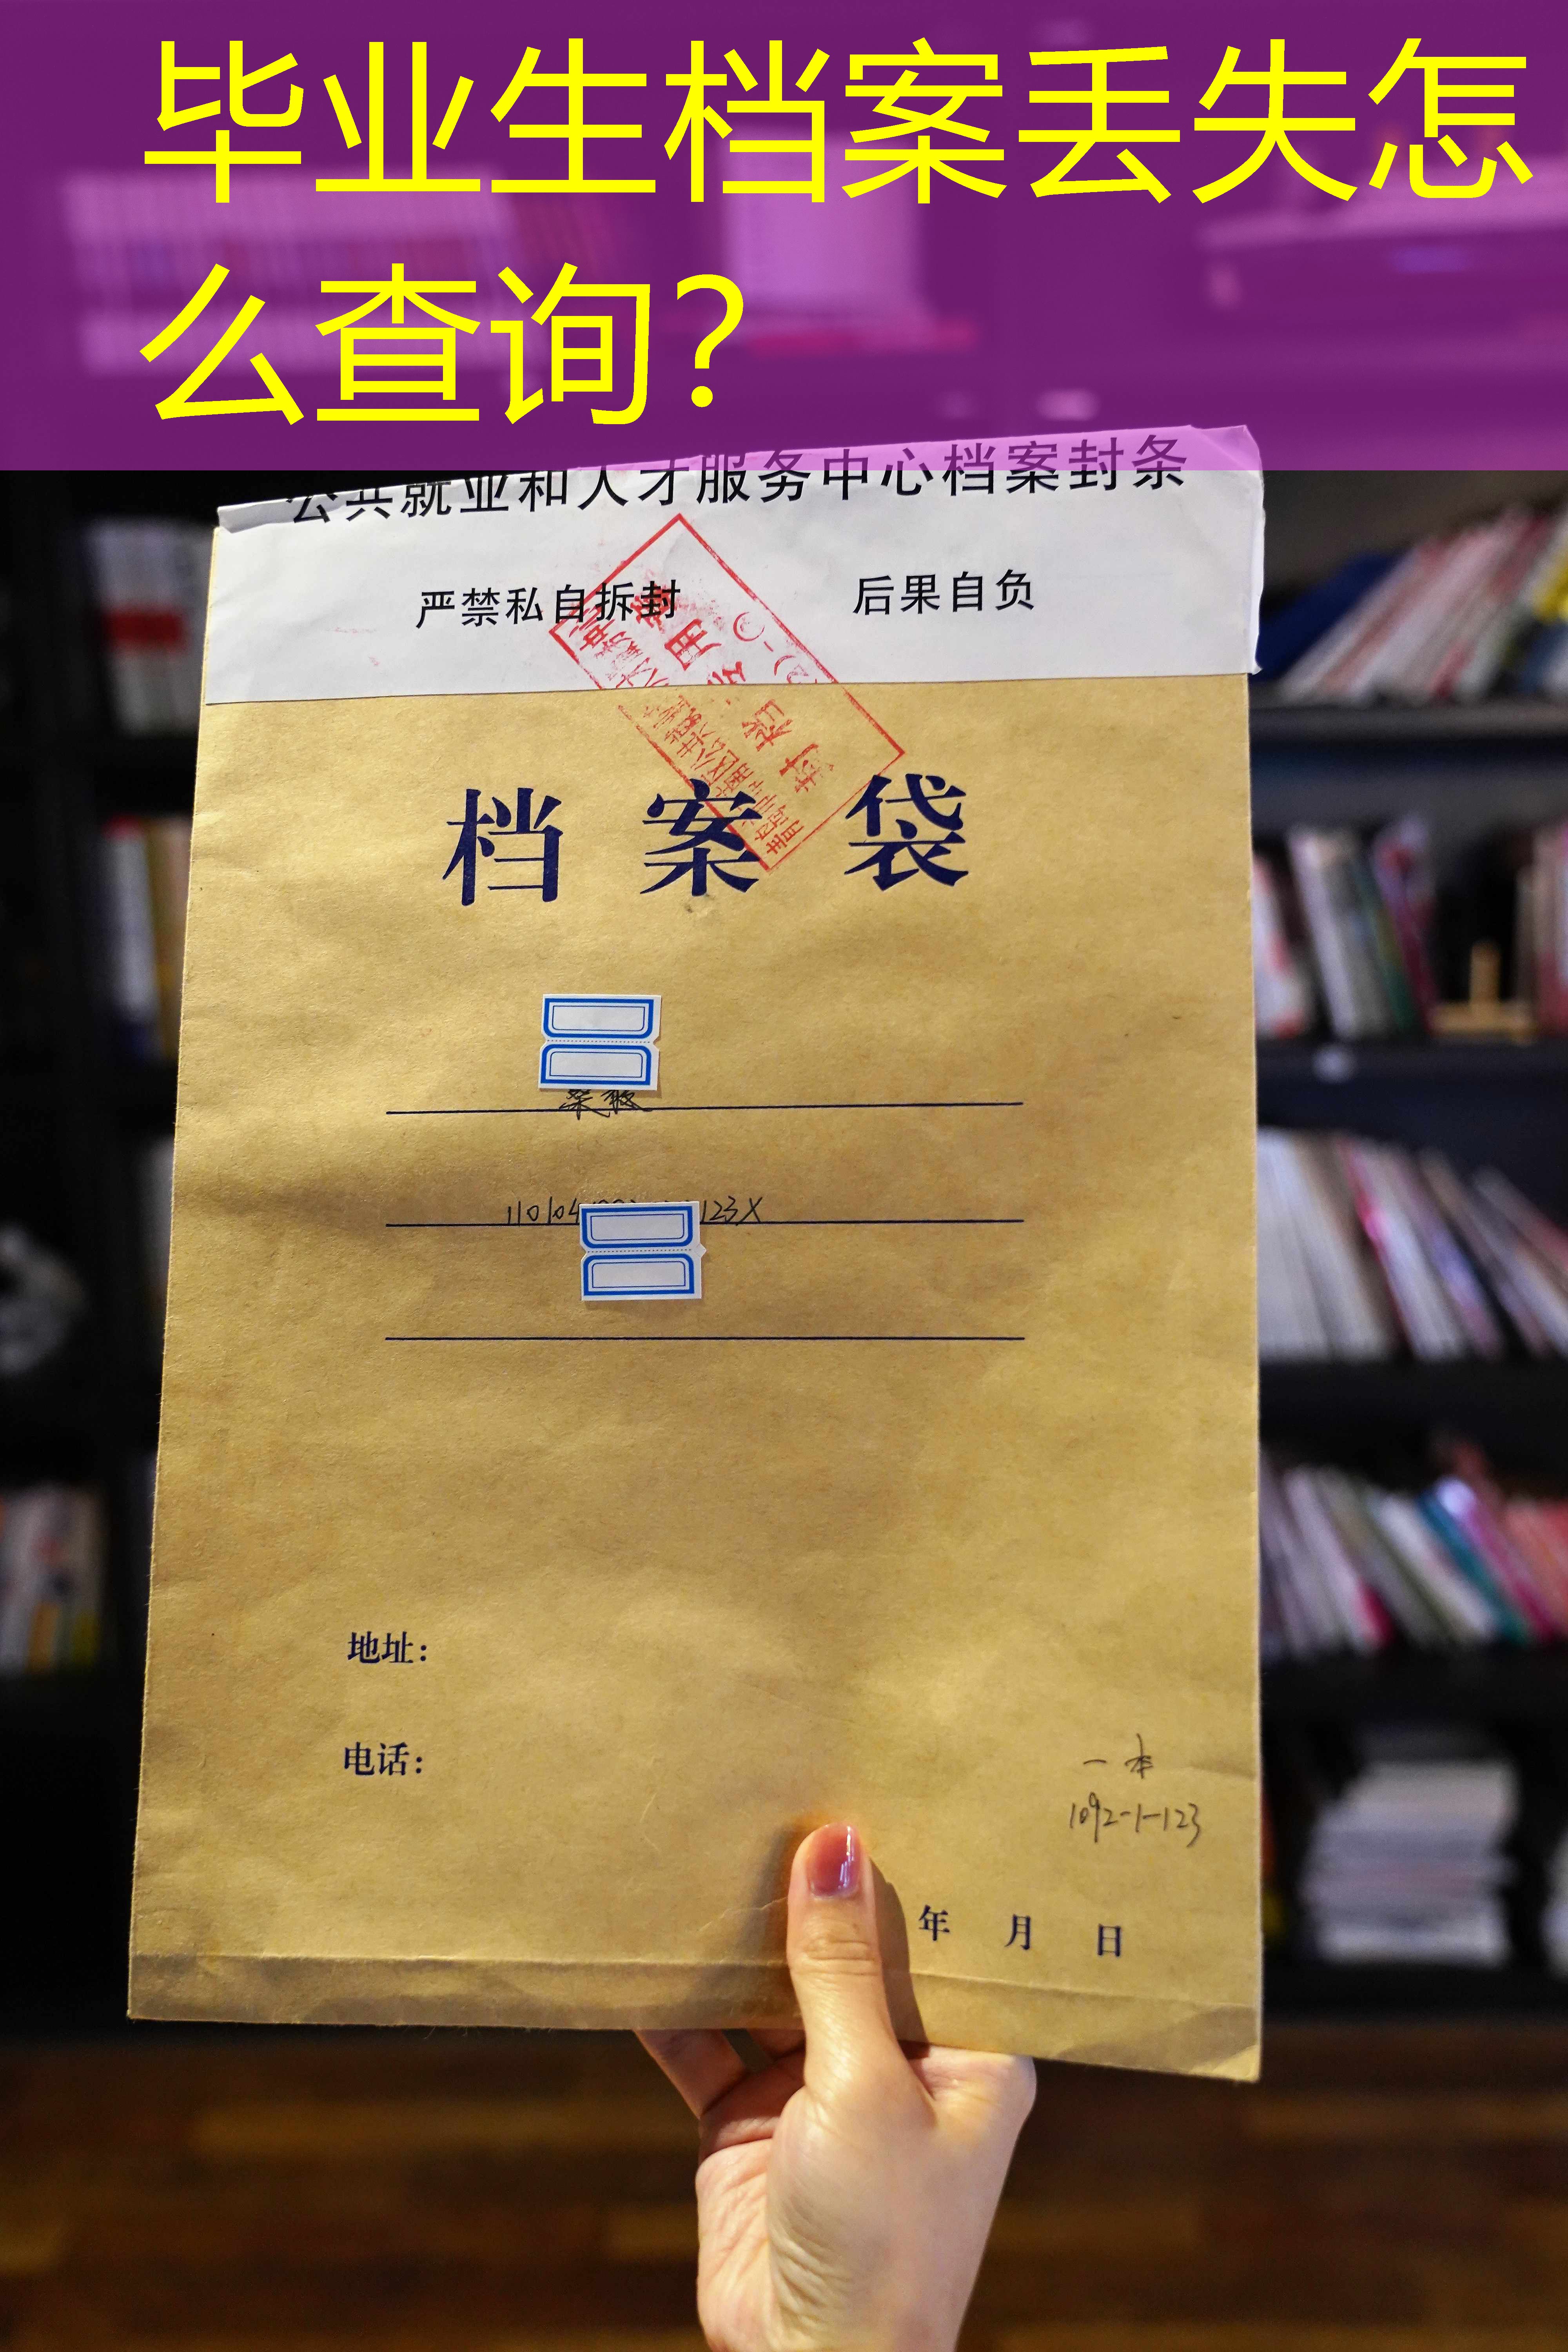 毕业生档案丢失怎
么查询？
公共就业和人才服务中心档案封条
严禁私自拆封 后果自负
档案袋
110104 123X
地址：
电话：
一本
1092-1-123
年 月 日